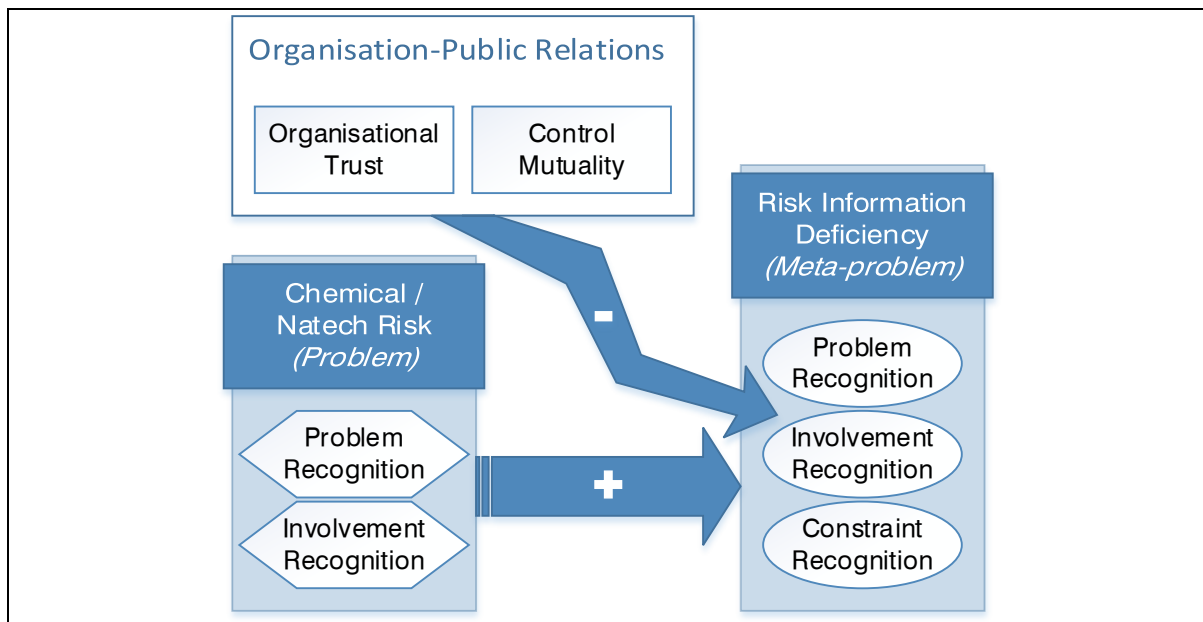 Organisation-Public Relations
Organisational
Trust
Control
Mutuality
Risk Information
Deficiency
(Meta-problem)
Chemical /
Natech Risk
(Problem)
-
+
Problem
Recognition
Involvement
Recognition
Problem
Recognition
Involvement
Recognition
Constraint
Recognition